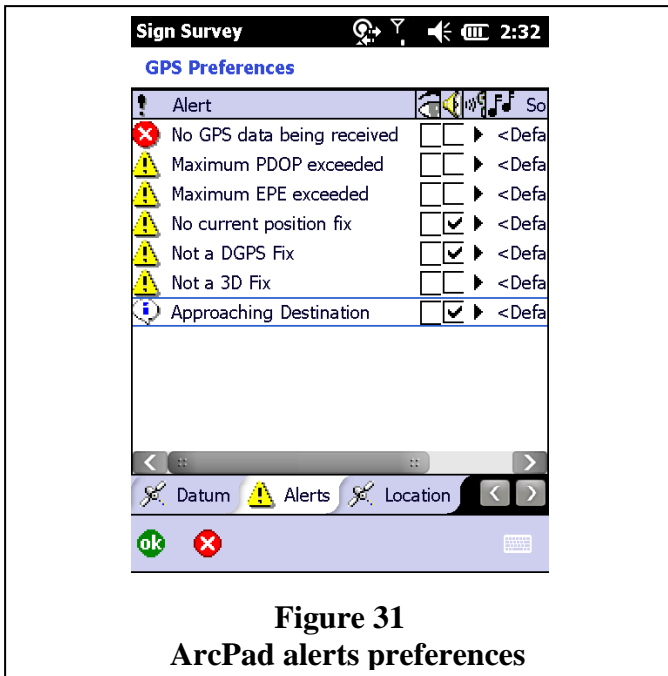 Sign Survey 2:32
GPS Preferences
Alert So
No GPS data being received <Defa
Maximum PDOP exceeded <Defa
Maximum EPE exceeded <Defa
No current position fix <Defa
Not a DGPS Fix <Defa
Not a 3D Fix <Defa
Approaching Destination <Defa
Datum Alerts Location
ok
Figure 31
ArcPad alerts preferences